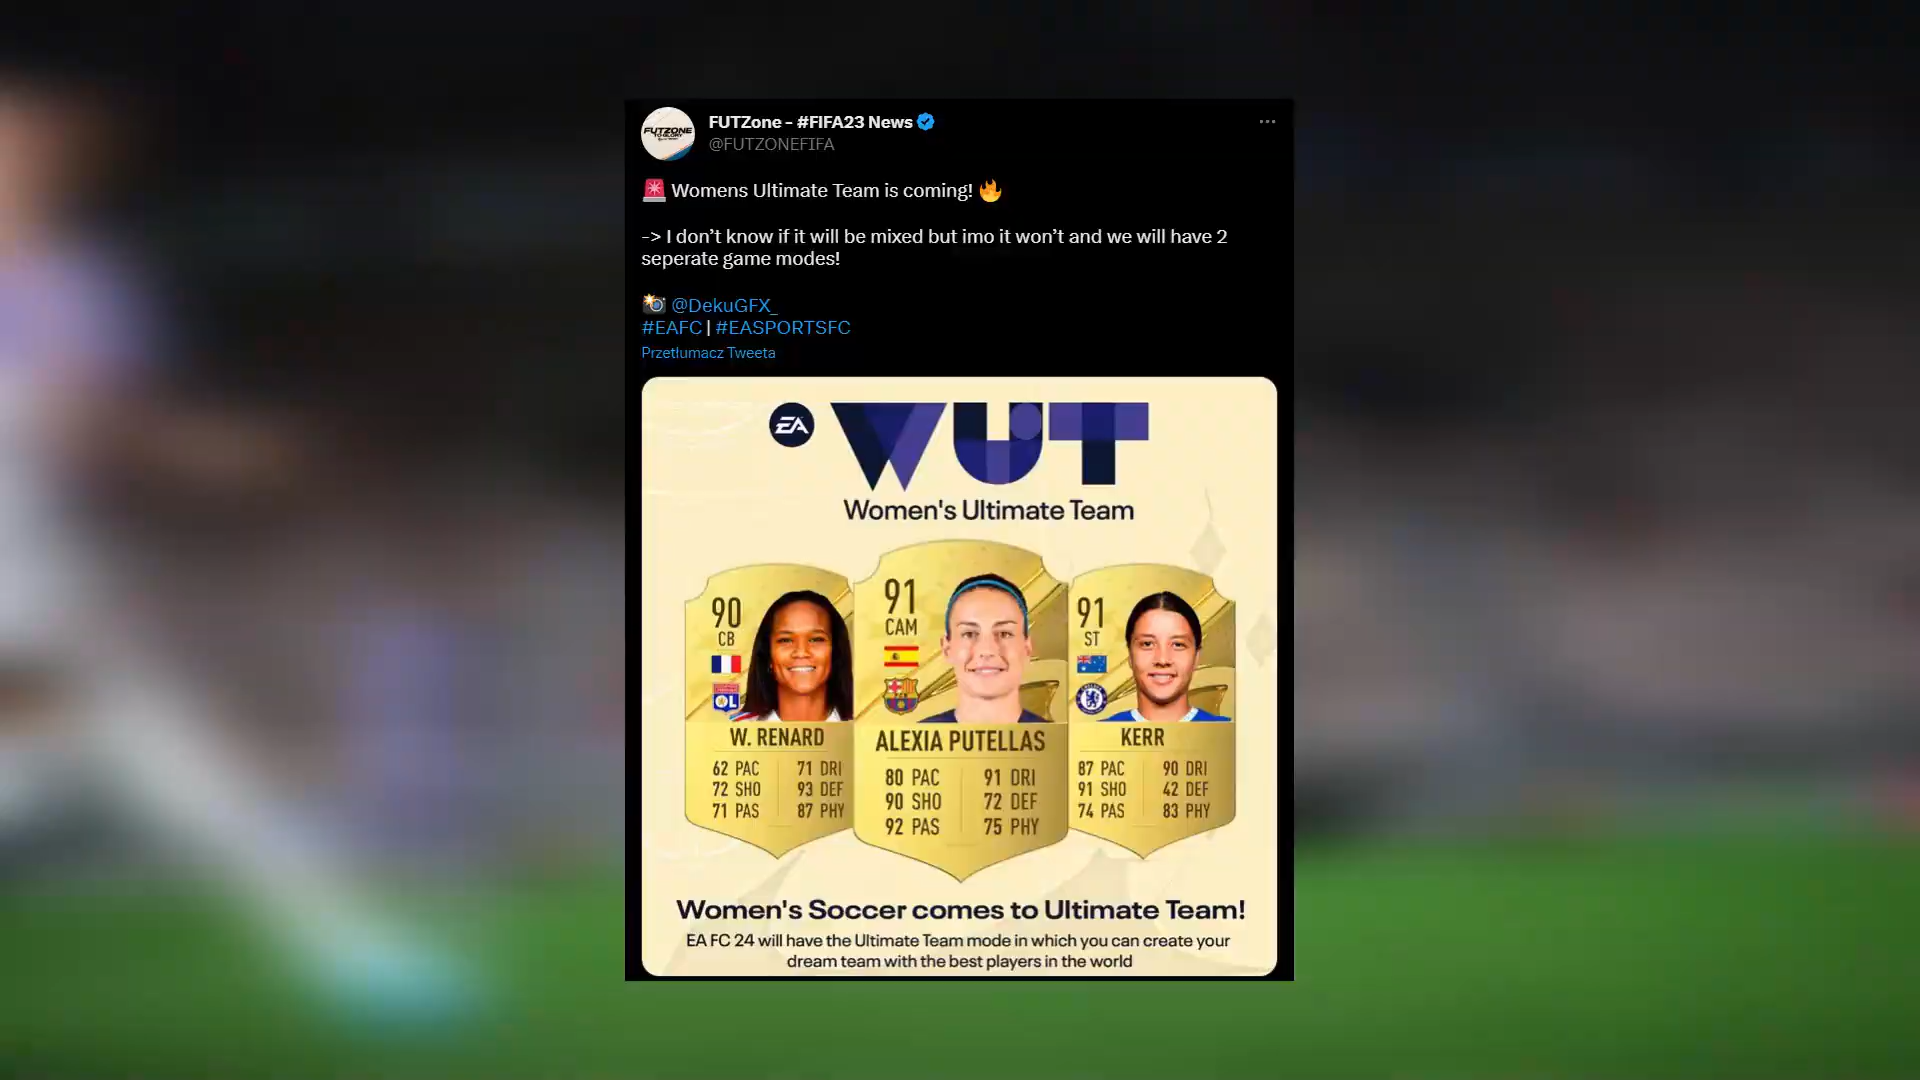 FUTZone - #FIFA23 News
@FUTZONEFIFA
Womens Ultimate Team is coming!
-> I don't know if it will be mixed but imo it won't and we will have 2
seperate game modes!
@DekuGFX_
#EAFC | #EASPORTSFC
Przetłumacz Tweeta
EA WUT
Women's Ultimate Team
90
CB
W. RENARD
62 PAC 71 DRI
72 SHO 93 DEF
71 PAS 87 PHY
91
CAM
ALEXIA PUTELLAS
80 PAC 91 DRI
90 SHO 72 DEF
92 PAS 75 PHY
91
ST
KERR
87 PAC 90 DRI
91 SHO 42 DEF
74 PAS 83 PHY
Women's Soccer comes to Ultimate Team!
EA FC 24 will have the Ultimate Team mode in which you can create your
dream team with the best players in the world
FUTZONE
TO GLORY
OL